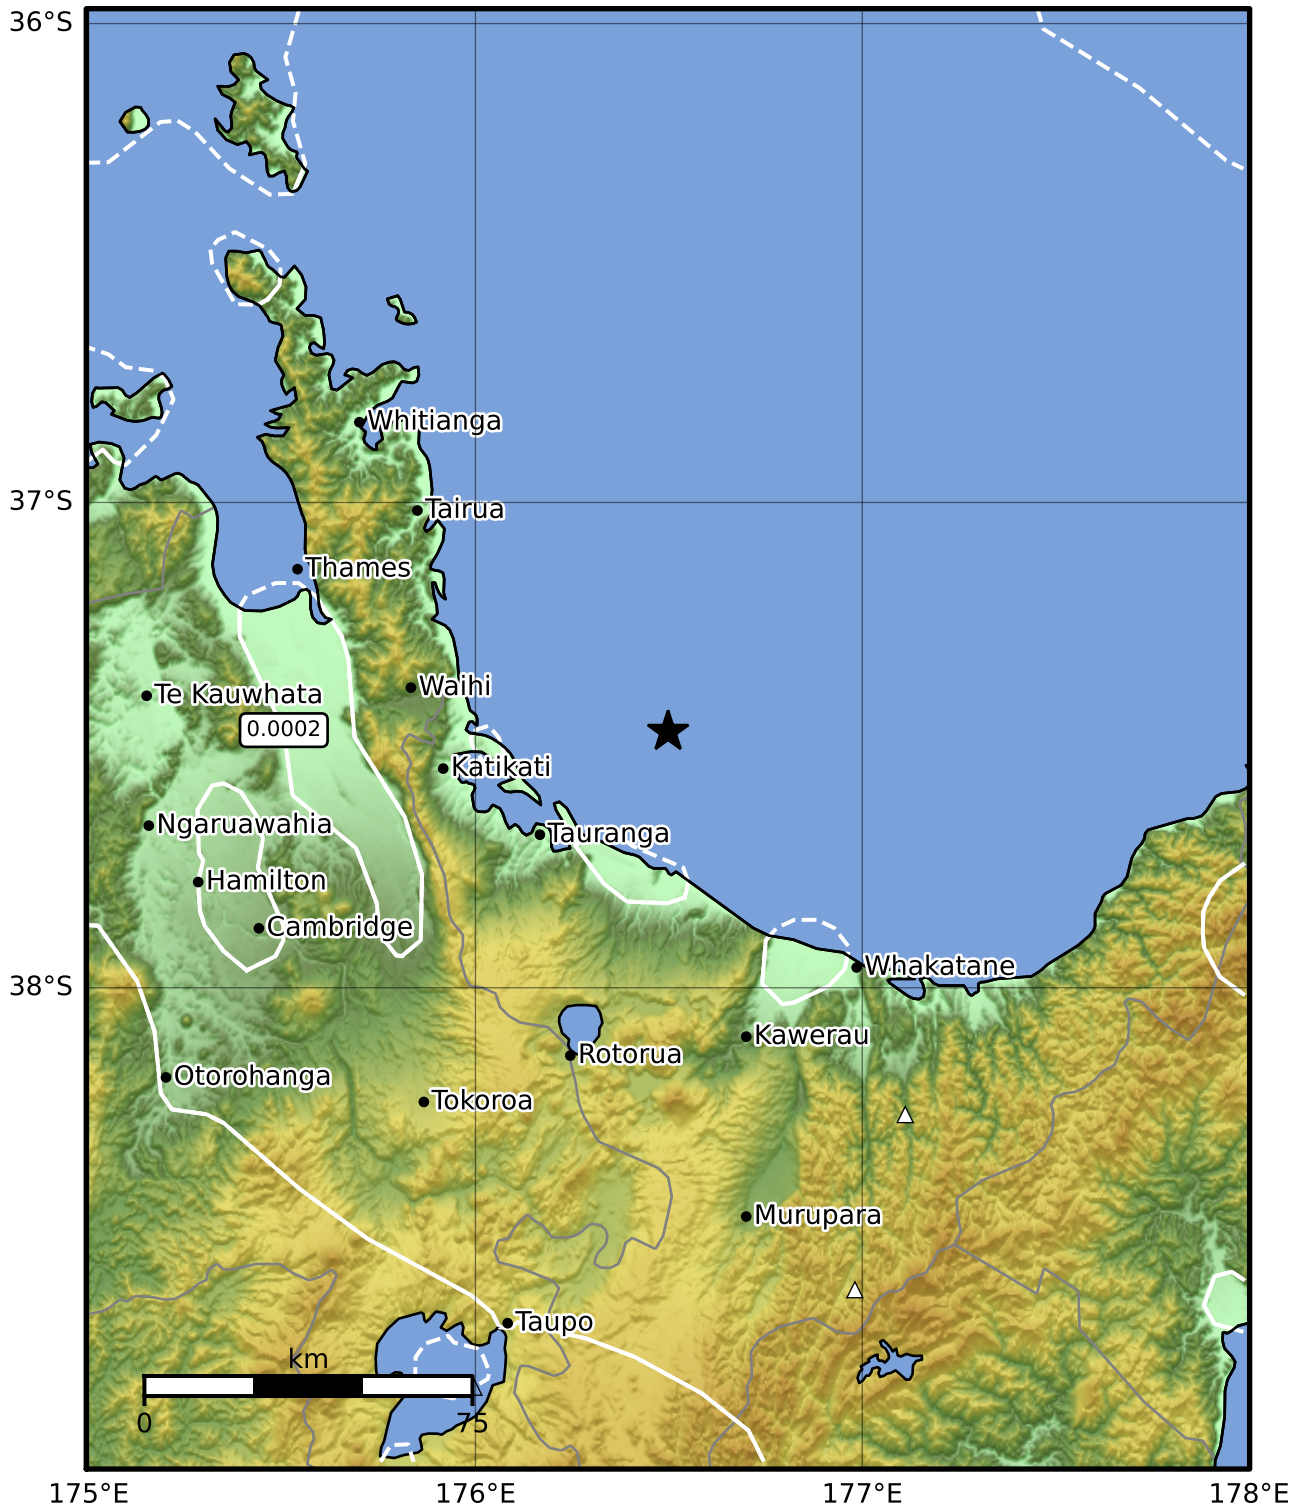 36°S
Whitianga
37°S
Tairua
Thames
Waihi
Te Kauwhata
0.0002
Katikati
Ngaruawahia
Tauranga
Hamilton
Cambridge
Whakatane
38°S
Kawerau
Rotorua
Otorohanga
Tokoroa
Murupara
Taupo
km
0 75
175°E 176°E 177°E 178°E